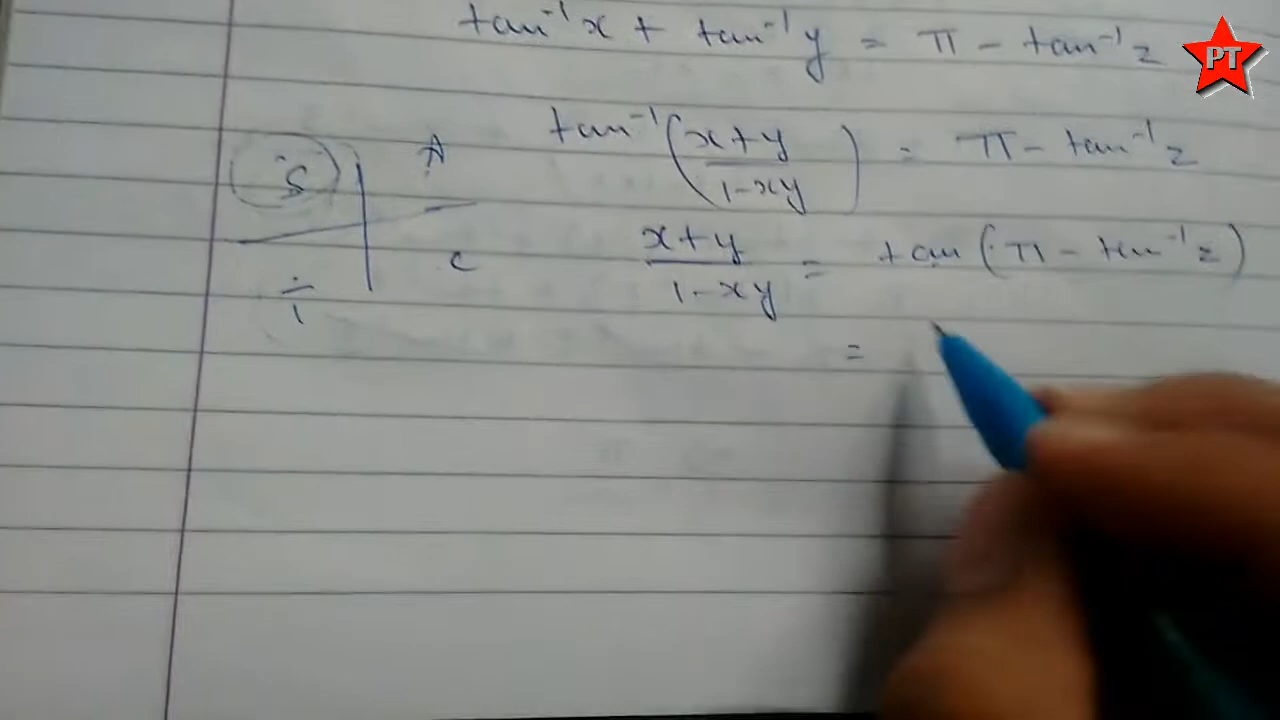 tan⁻¹x + tan⁻¹y = π - tan⁻¹z
PT
tan⁻¹(x+y / 1-xy) = π - tan⁻¹z
S A
x+y / 1-xy = tan(π - tan⁻¹z)
C
=